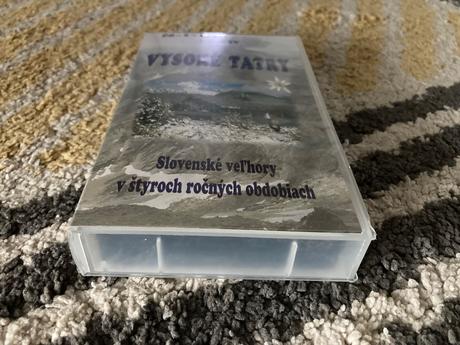 VYSOKÉ TATRY
Slovenské veľhory
v štyroch ročných obdobiach